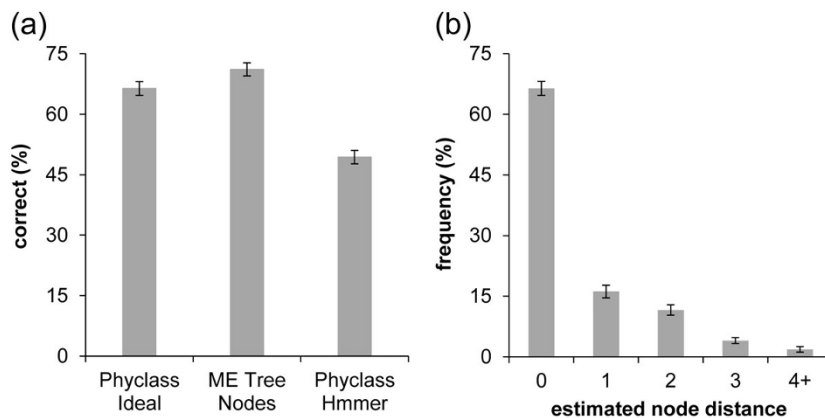 (a)
75
60
45
30
15
0
correct (%)
Phyclass
Ideal
ME Tree
Nodes
Phyclass
Hmmer
(b)
75
60
45
30
15
0
frequency (%)
0 1 2 3 4+
estimated node distance